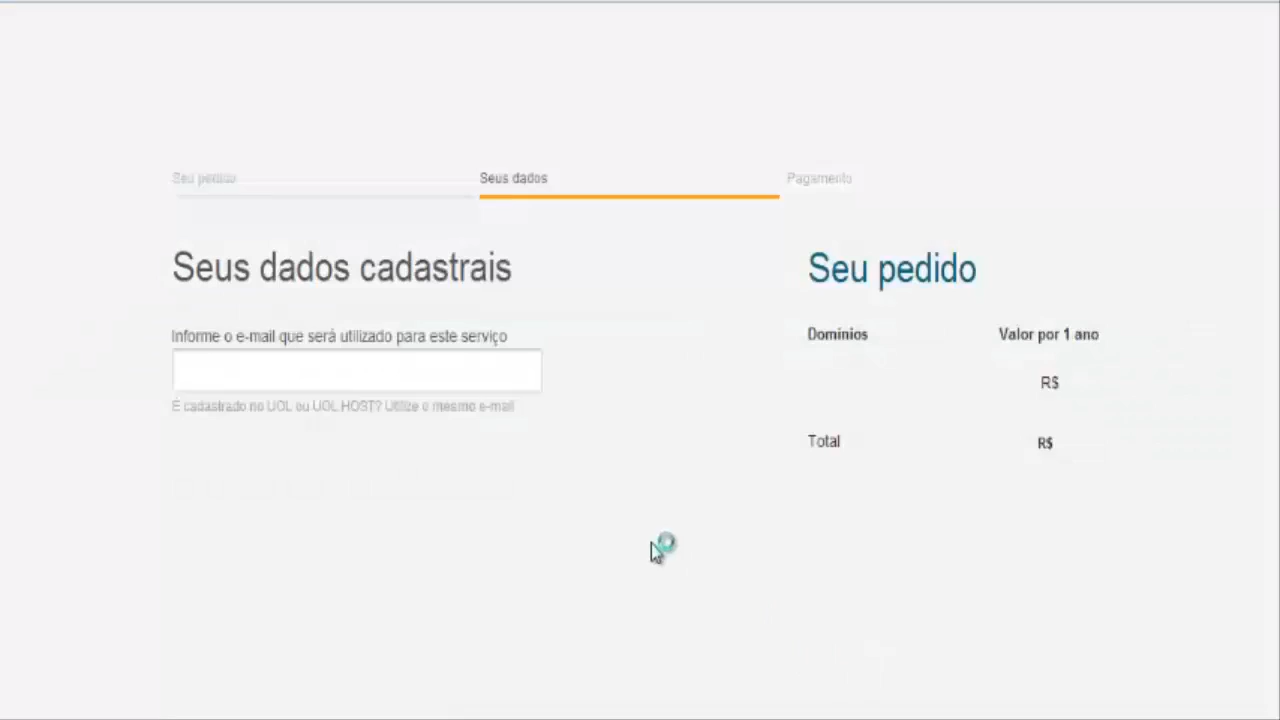 Seu pedido
Seus dados
Pagamento
Seus dados cadastrais
Informe o e-mail que será utilizado para este serviço
É cadastrado no UOL ou UOL HOST? Utilize o mesmo e-mail
Seu pedido
Domínios Valor por 1 ano
R$
Total R$